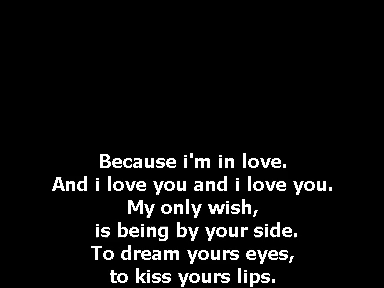 Because i'm in love.
And i love you and i love you.
My only wish,
is being by your side.
To dream yours eyes,
to kiss yours lips.